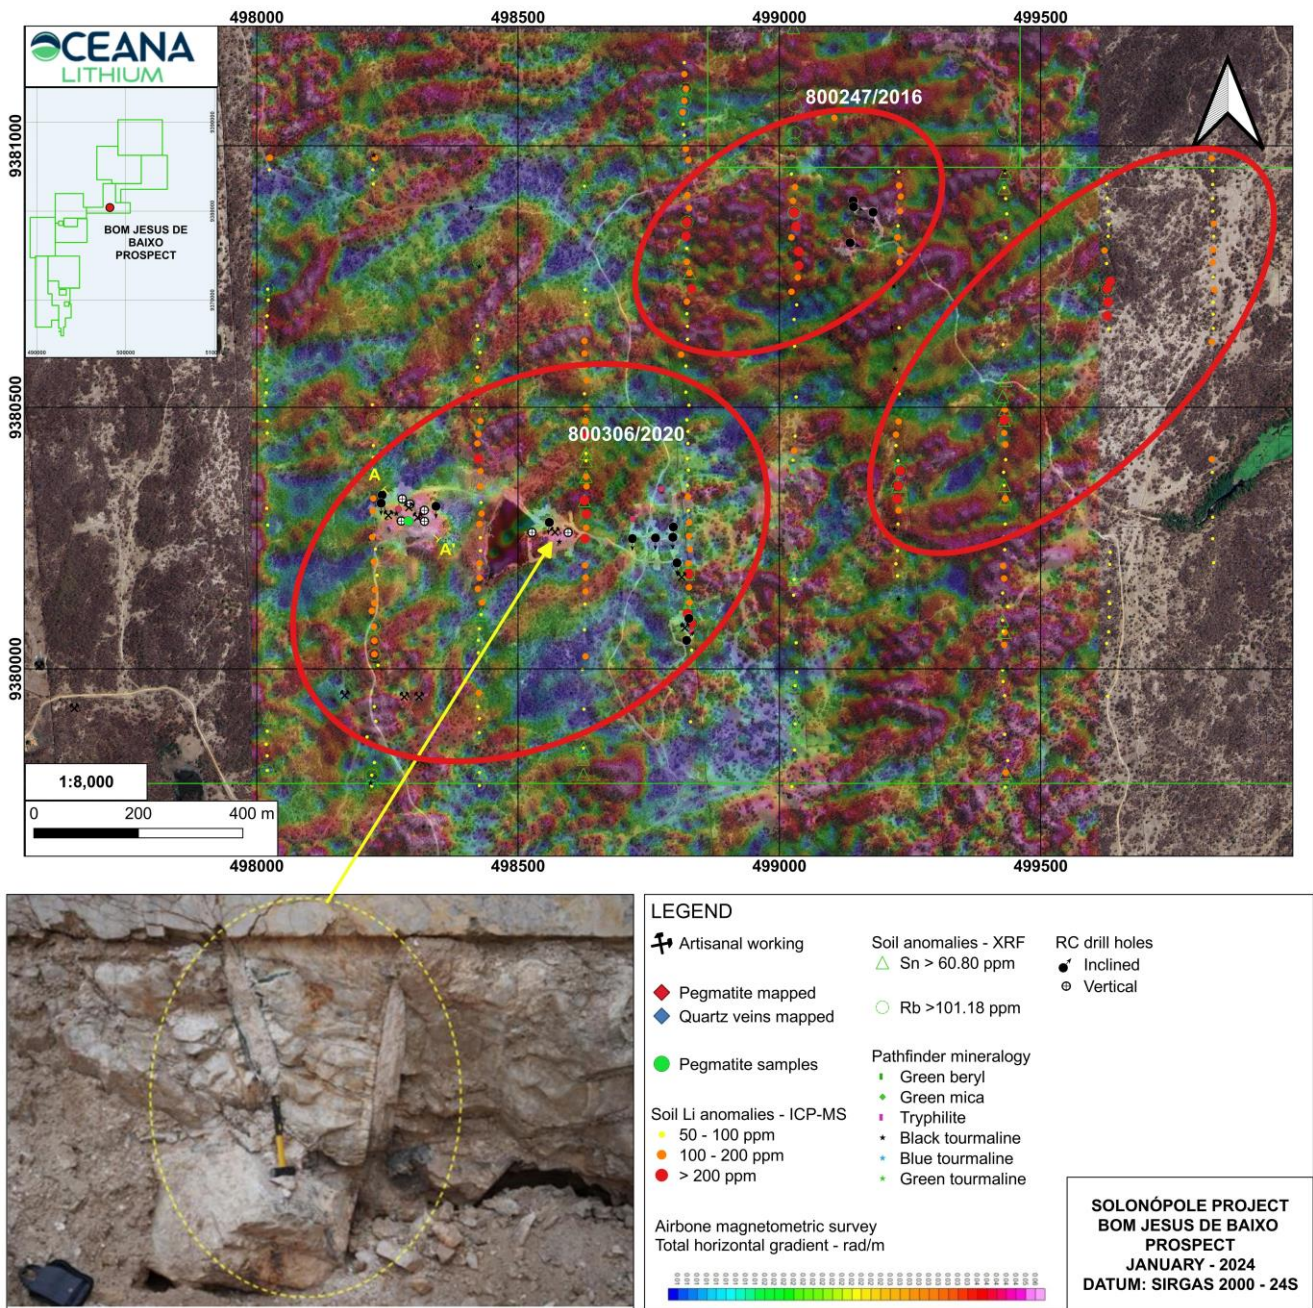 498000 498500 499000 499500
OCEANA
LITHIUM
800247/2016
9381000
BOM JESUS DE
BAIXO
PROSPECT
490000 500000
9380500
800306/2020
A
A'
9380000
1:8,000
0 200 400 m
498000 498500 499000 499500
LEGEND
Artisanal working
Pegmatite mapped
Quartz veins mapped
Pegmatite samples
Soil Li anomalies - ICP-MS
50 - 100 ppm
100 - 200 ppm
> 200 ppm
Soil anomalies - XRF
Sn > 60.80 ppm
Rb >101.18 ppm
Pathfinder mineralogy
Green beryl
Green mica
Tryphilite
Black tourmaline
Blue tourmaline
Green tourmaline
RC drill holes
Inclined
Vertical
Airbone magnetometric survey
Total horizontal gradient - rad/m
SOLONÓPOLE PROJECT
BOM JESUS DE BAIXO
PROSPECT
JANUARY - 2024
DATUM: SIRGAS 2000 - 24S